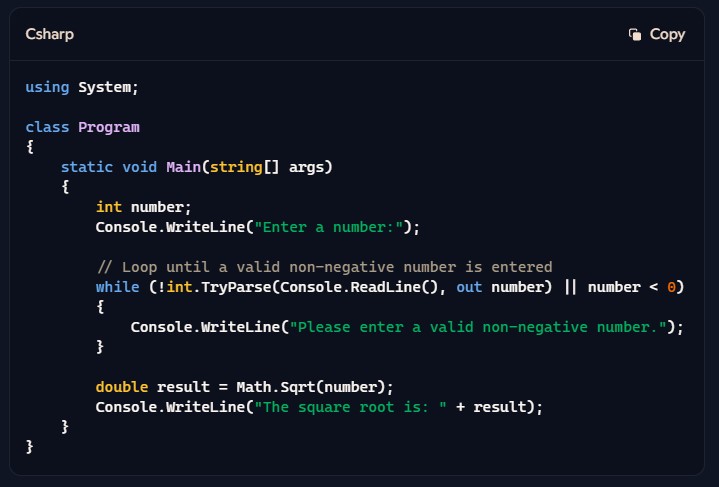 Csharp
Copy
using System;
class Program
{
    static void Main(string[] args)
    {
        int number;
        Console.WriteLine("Enter a number:");
        // Loop until a valid non-negative number is entered
        while (!int.TryParse(Console.ReadLine(), out number) || number < 0)
        {
            Console.WriteLine("Please enter a valid non-negative number.");
        }
        double result = Math.Sqrt(number);
        Console.WriteLine("The square root is: " + result);
    }
}